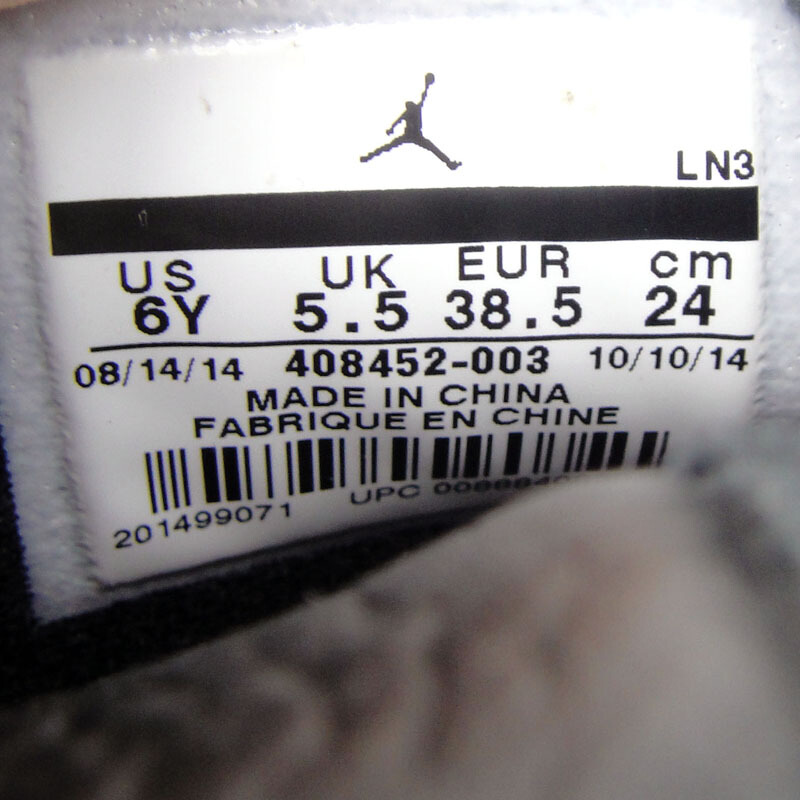 LN3
US UK EUR cm
6Y 5.5 38.5 24
08/14/14 408452-003 10/10/14
MADE IN CHINA
FABRIQUE EN CHINE
UPC
201499071